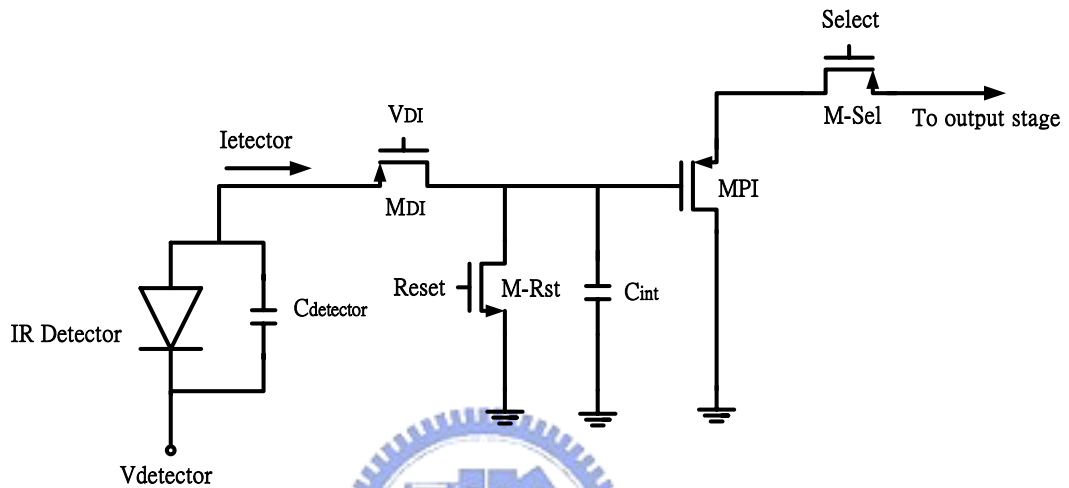 Select
M-Sel
To output stage
VDI
Ietector
MDI
MPI
Reset
M-Rst
Cint
Cdetector
IR Detector
Vdetector